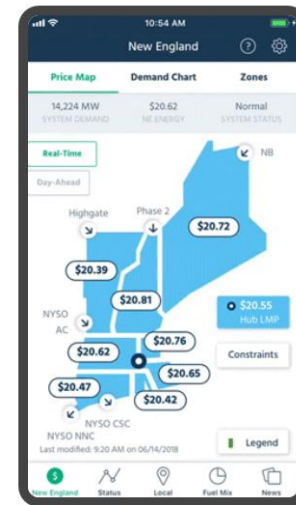 10:54 AM
New England
?
Price Map Demand Chart Zones
14,224 MW $20.62 Normal
SYSTEM DEMAND NE ENERGY SYSTEM STATUS
Real-Time
NB
Day-Ahead
Highgate Phase 2
$20.72
$20.39
$20.81
$20.55
Hub LMP
NYSO
AC
$20.76
$20.62
Constraints
$20.65
$20.47
$20.42
NYSO CSC
NYSO NNC
Legend
Last modified: 9:20 AM on 06/14/2018
$
New England Status Local Fuel Mix News